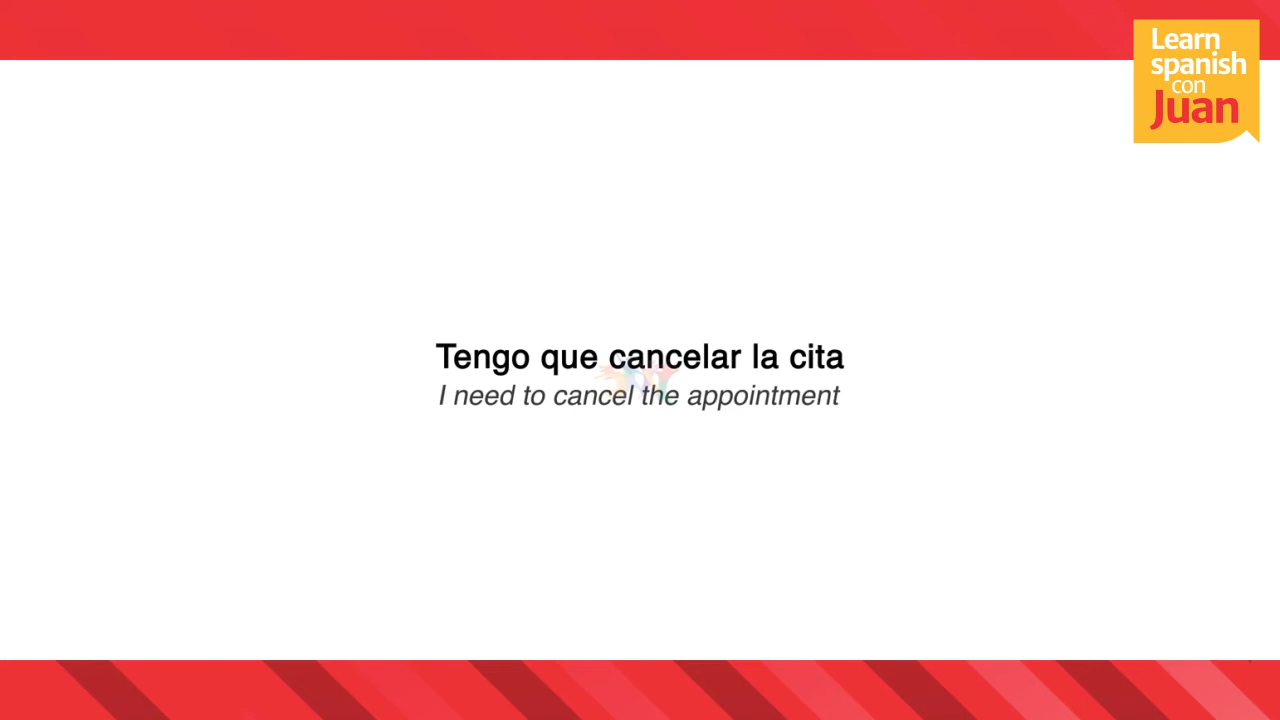 Learn
spanish
con
Juan
Tengo que cancelar la cita
I need to cancel the appointment